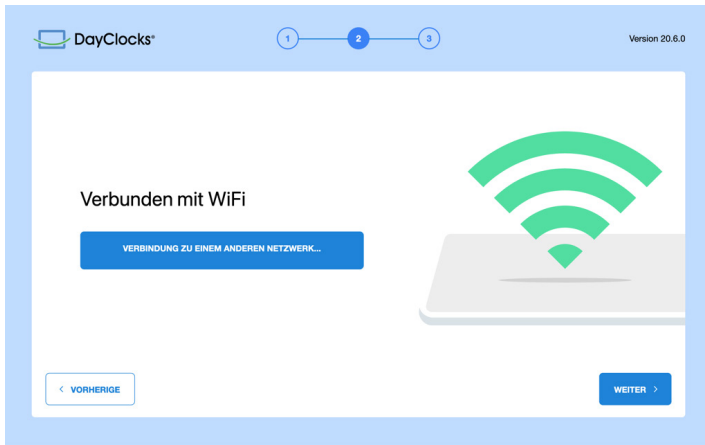 DayClocks®
1
2
3
Version 20.6.0
Verbunden mit WiFi
VERBINDUNG ZU EINEM ANDEREN NETZWERK...
< VORHERIGE
WEITER >